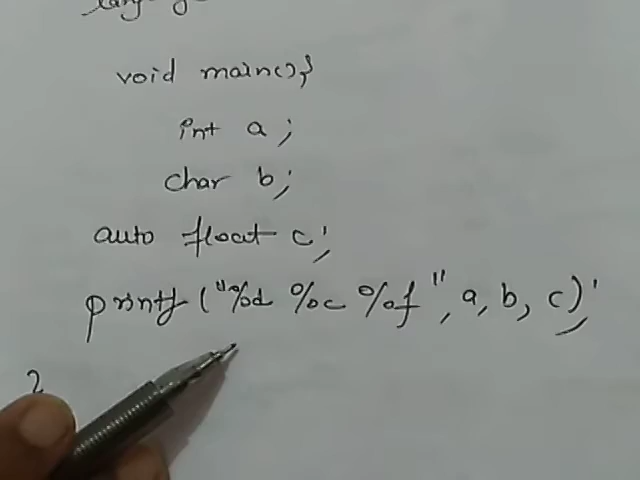 void main(){
int a;
char b;
auto float c;
printf ("%d %c %f", a, b, c);